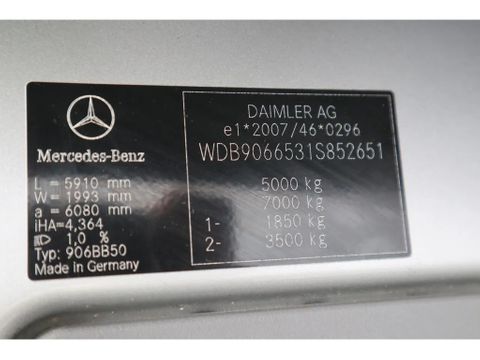 Mercedes-Benz
L = 5910 mm
W = 1993 mm
a = 6080 mm
iHA= 4,364
1,0 %
Typ: 906BB50
Made in Germany
DAIMLER AG
e1*2007/46*0296
WDB9066531S852651
5000 kg
7000 kg
1- 1850 kg
2- 3500 kg